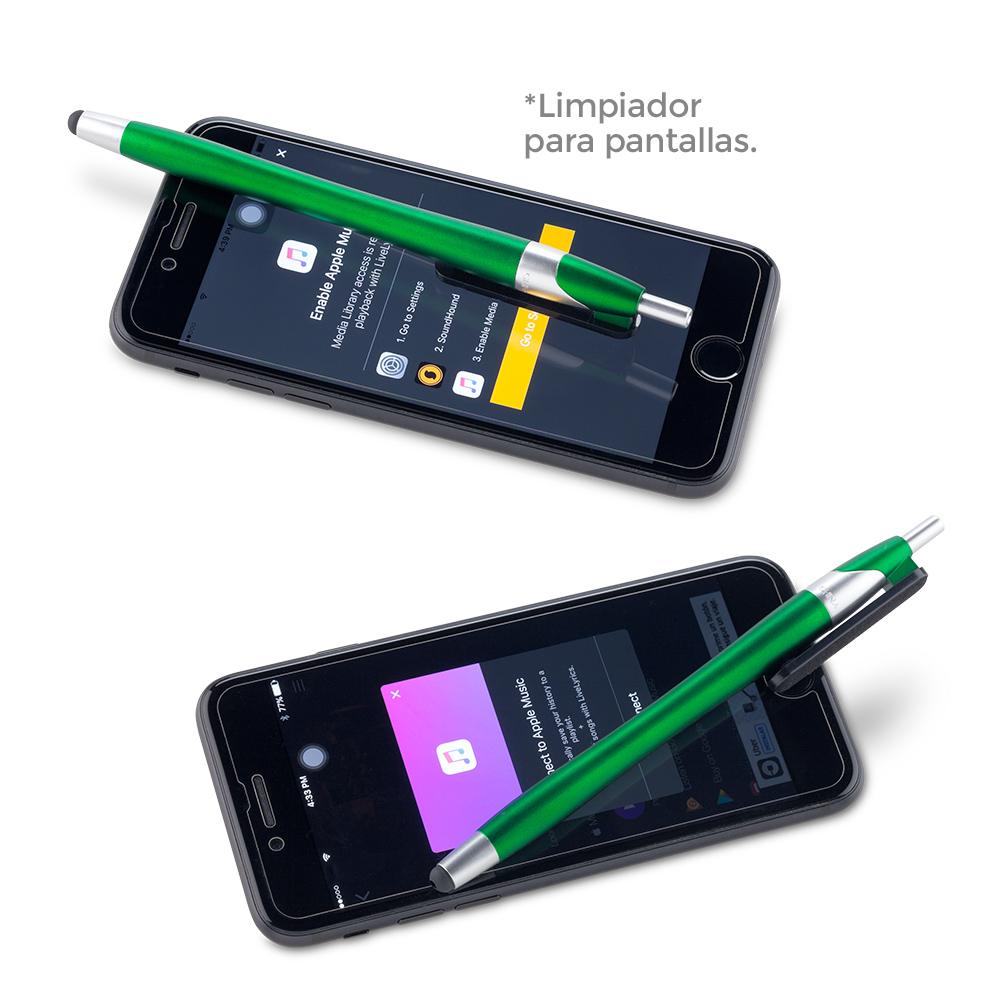 *Limpiador
para pantallas.
4:39 PM
Enable Apple Mu
Media Library access is re
playback with LiveLy
1. Go to Settings
2. SoundHound
3. Enable Media
Go to S
77%
4:33 PM
nect to Apple Music
ally save your history to a
playlist.
+
songs with LiveLyrics.
nect
Uber